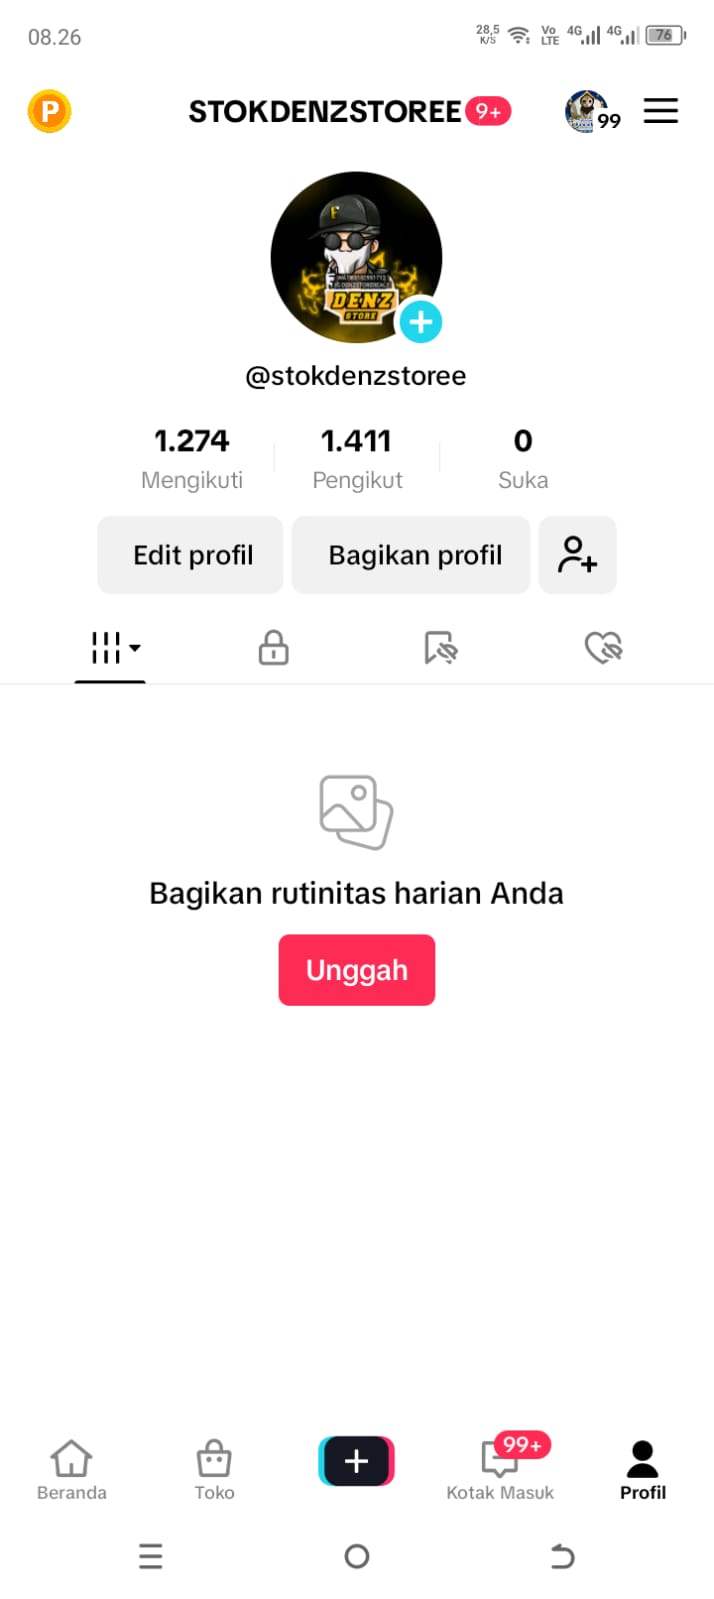 08.26
28,5 K/S
Vo LTE
4G
4G
76
P
STOKDENZSTOREE 9+
99
F
DENZ
STORE
@stokdenzstoree
1.274
Mengikuti
1.411
Pengikut
0
Suka
Edit profil
Bagikan profil
Bagikan rutinitas harian Anda
Unggah
Beranda
Toko
99+
Kotak Masuk
Profil